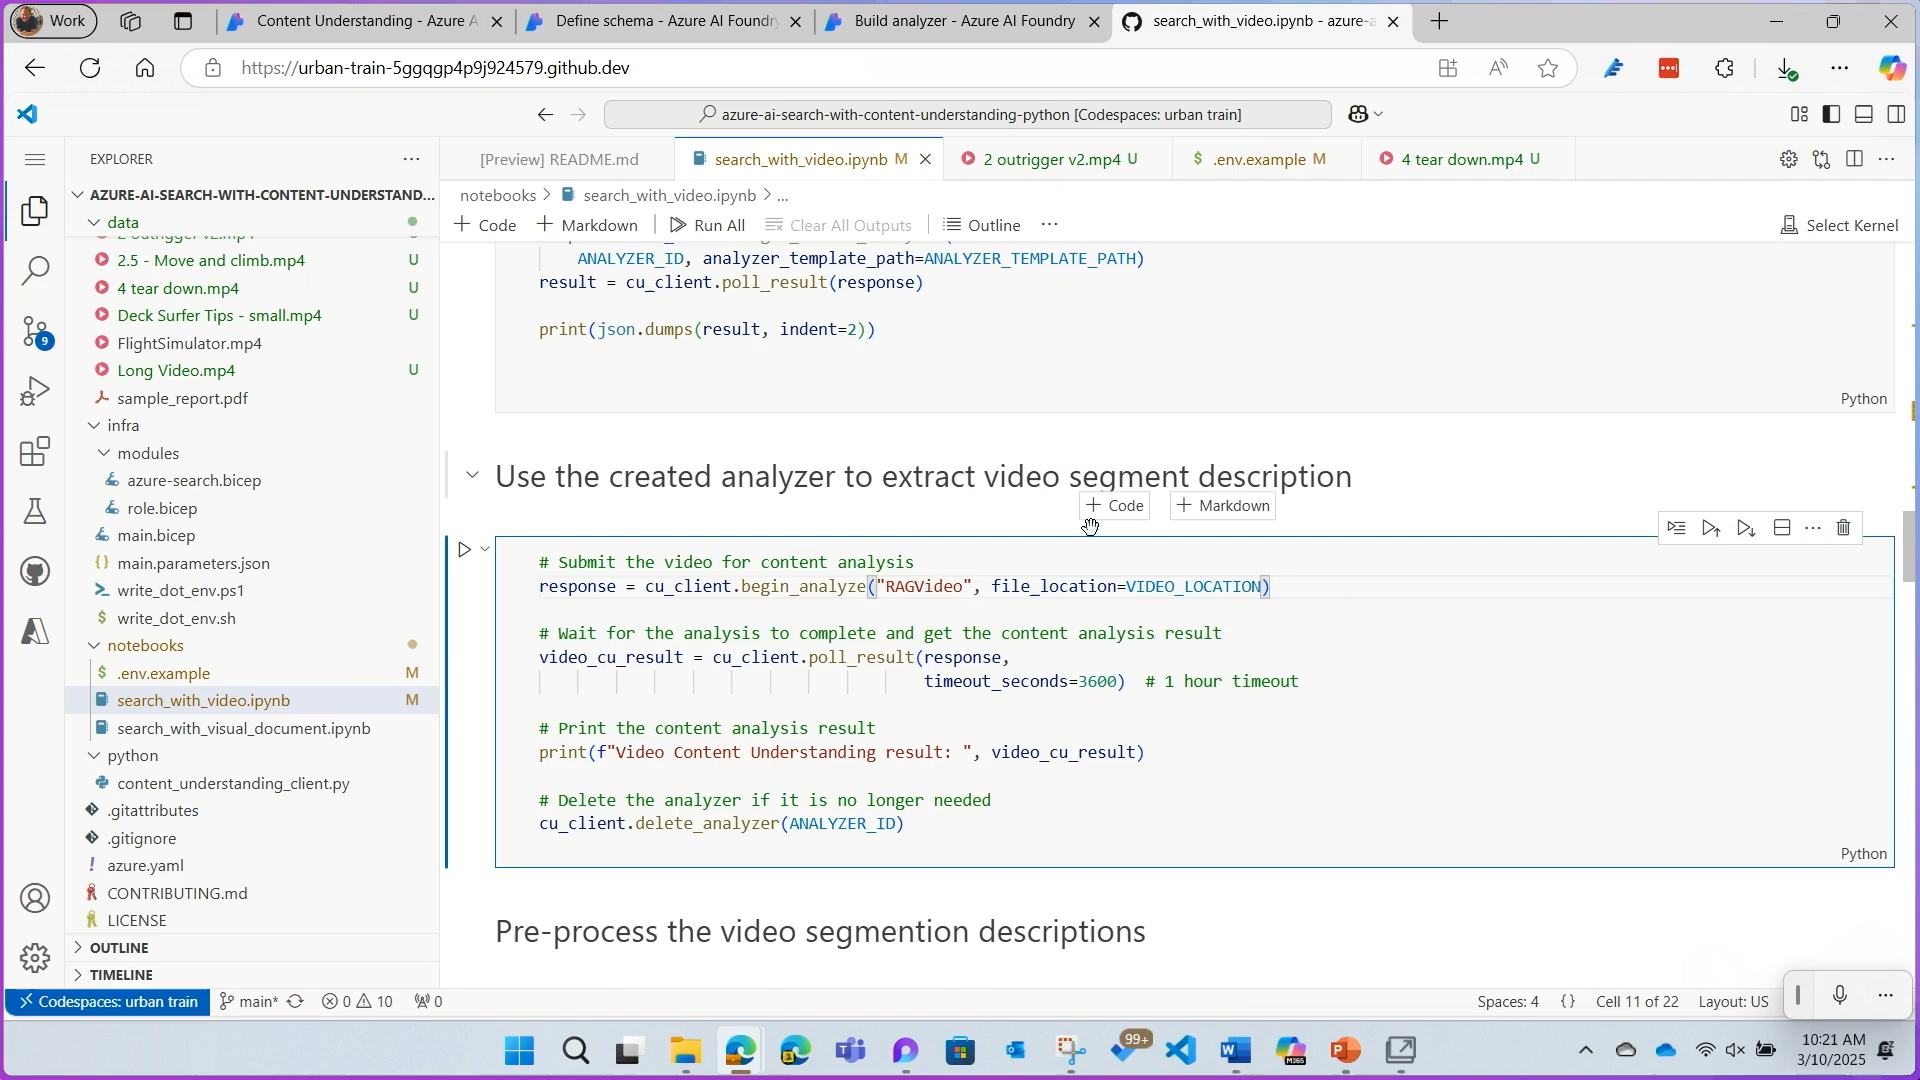 Work
Content Understanding - Azure A
Define schema - Azure AI Foundry
Build analyzer - Azure AI Foundry
search_with_video.ipynb - azure-a
https://urban-train-5ggqgp4p9j924579.github.dev
azure-ai-search-with-content-understanding-python [Codespaces: urban train]
EXPLORER
[Preview] README.md
search_with_video.ipynb M
2 outrigger v2.mp4 U
.env.example M
4 tear down.mp4 U
AZURE-AI-SEARCH-WITH-CONTENT-UNDERSTAND...
notebooks > search_with_video.ipynb > ...
data
Code
Markdown
Run All
Clear All Outputs
Outline
Select Kernel
2 outrigger v2.mp4
2.5 - Move and climb.mp4 U
4 tear down.mp4 U
Deck Surfer Tips - small.mp4 U
FlightSimulator.mp4
Long Video.mp4 U
sample_report.pdf
infra
modules
azure-search.bicep
role.bicep
main.bicep
main.parameters.json
write_dot_env.ps1
write_dot_env.sh
notebooks
.env.example M
search_with_video.ipynb M
search_with_visual_document.ipynb
python
content_understanding_client.py
.gitattributes
.gitignore
azure.yaml
CONTRIBUTING.md
LICENSE
OUTLINE
TIMELINE
9
ANALYZER_ID, analyzer_template_path=ANALYZER_TEMPLATE_PATH)
result = cu_client.poll_result(response)
print(json.dumps(result, indent=2))
Python
Use the created analyzer to extract video segment description
Code
Markdown
# Submit the video for content analysis
response = cu_client.begin_analyze("RAGVideo", file_location=VIDEO_LOCATION)
# Wait for the analysis to complete and get the content analysis result
video_cu_result = cu_client.poll_result(response,
timeout_seconds=3600) # 1 hour timeout
# Print the content analysis result
print(f"Video Content Understanding result: ", video_cu_result)
# Delete the analyzer if it is no longer needed
cu_client.delete_analyzer(ANALYZER_ID)
Python
Pre-process the video segmention descriptions
Codespaces: urban train
main*
0
10
0
Spaces: 4
{}
Cell 11 of 22
Layout: US
99+
M365
10:21 AM
3/10/2025